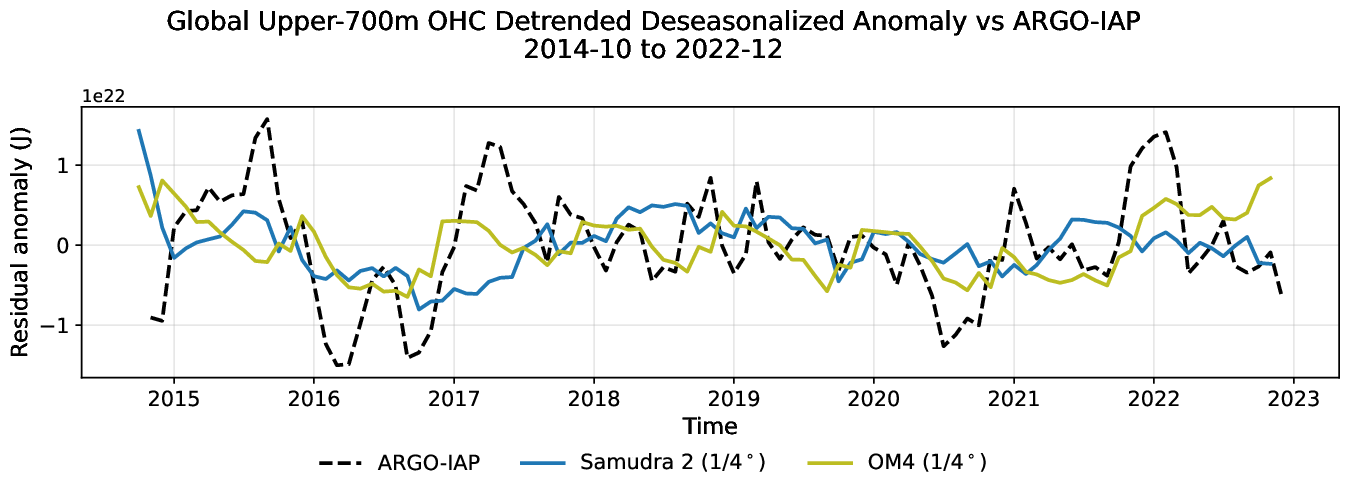 Global Upper-700m OHC Detrended Deseasonalized Anomaly vs ARGO-IAP
2014-10 to 2022-12
1e22
Residual anomaly (J)
1
0
−1
2015 2016 2017 2018 2019 2020 2021 2022 2023
Time
ARGO-IAP Samudra 2 (1/4°) OM4 (1/4°)